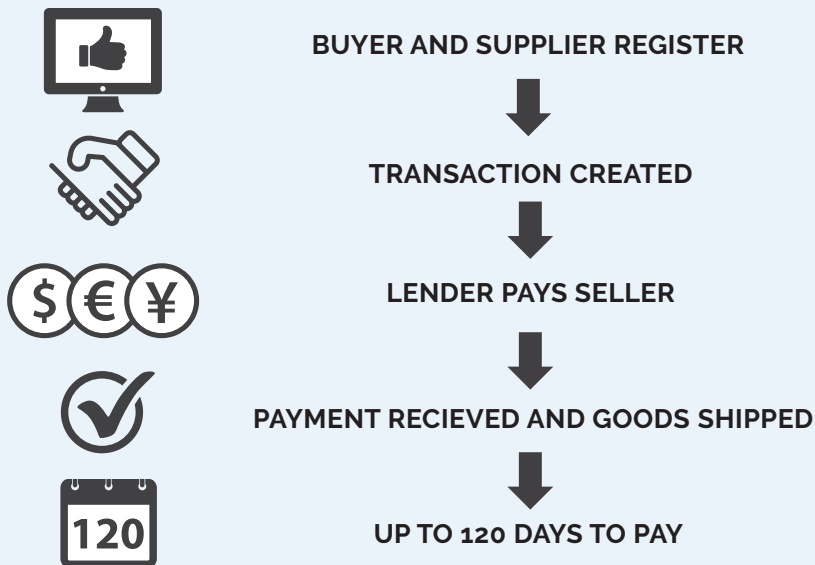 BUYER AND SUPPLIER REGISTER
TRANSACTION CREATED
$ € ¥
LENDER PAYS SELLER
PAYMENT RECIEVED AND GOODS SHIPPED
120
UP TO 120 DAYS TO PAY